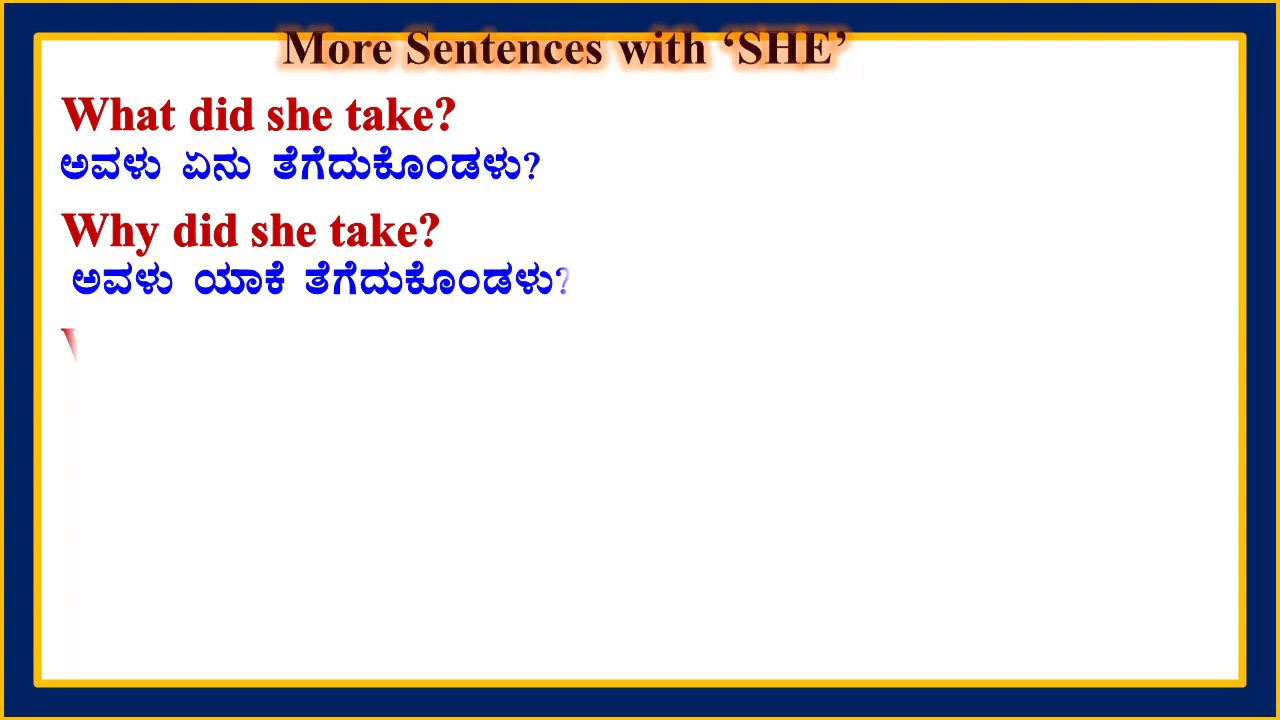 More Sentences with ‘SHE’
What did she take?
ಅವಳು ಏನು ತೆಗೆದುಕೊಂಡಳು?
Why did she take?
ಅವಳು ಯಾಕೆ ತೆಗೆದುಕೊಂಡಳು?